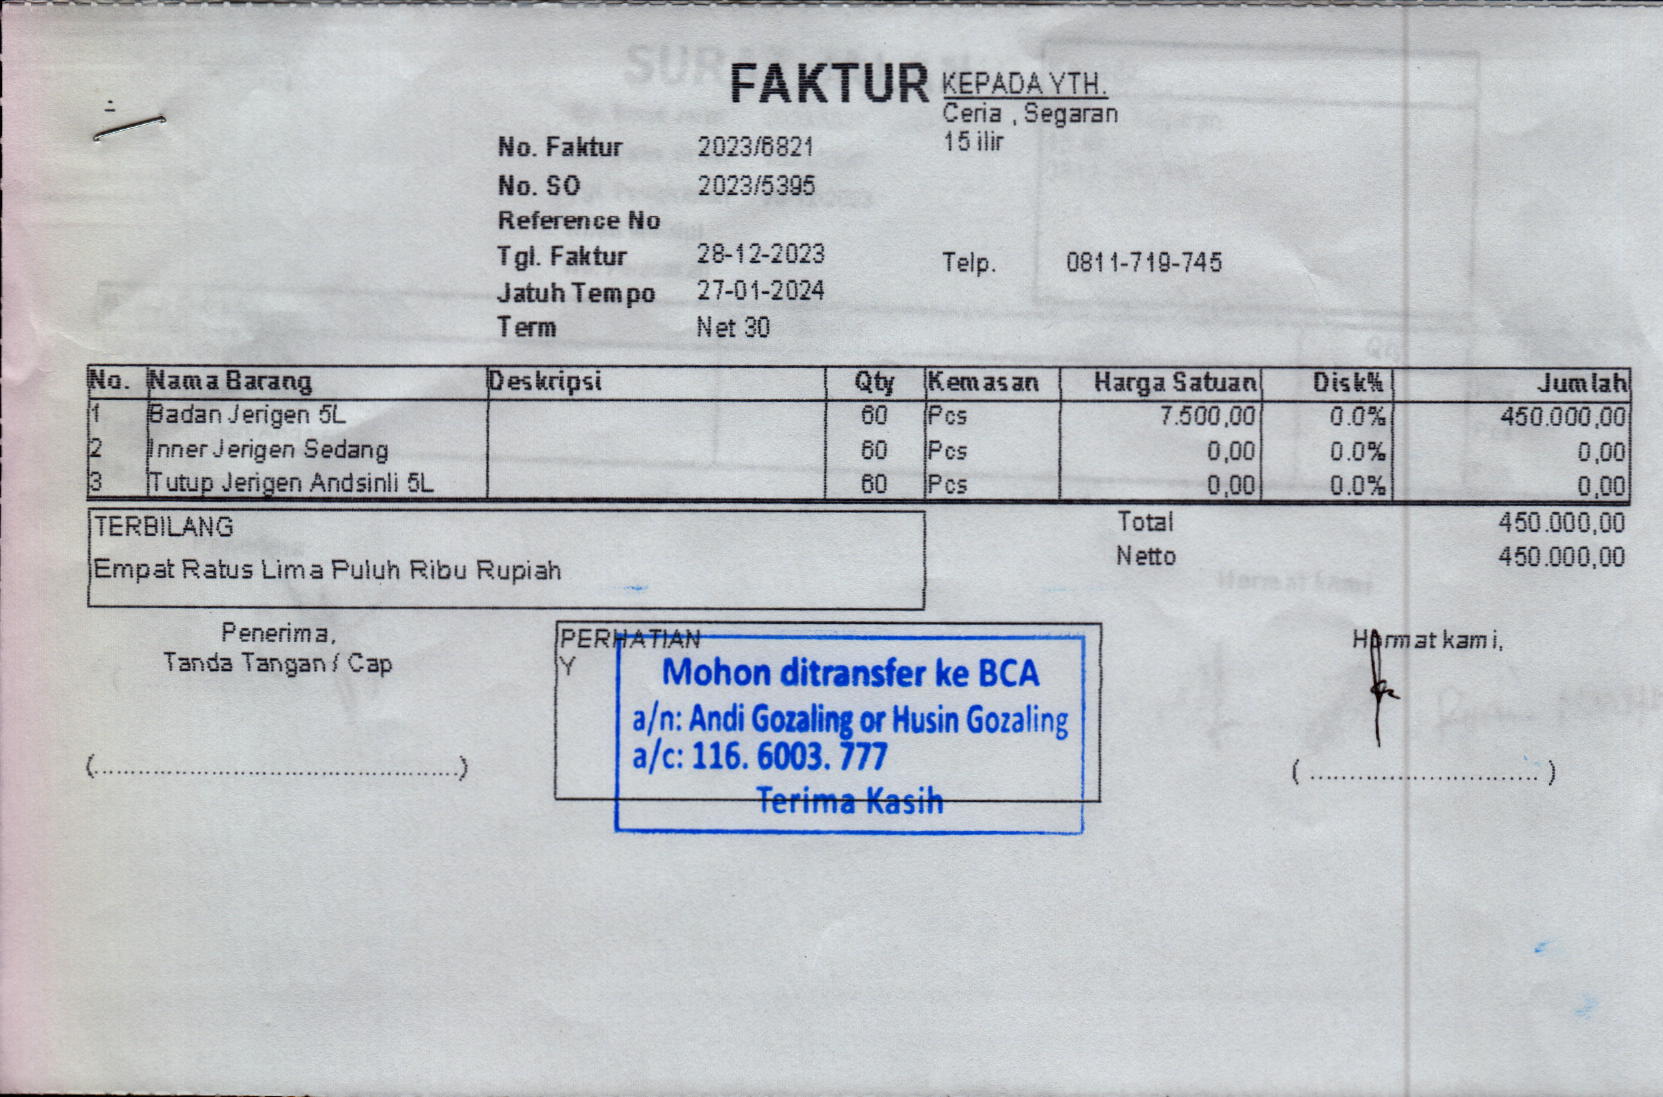 FAKTUR
KEPADA YTH.
Ceria , Segaran
15 ilir
No. Faktur 2023/6821
No. SO 2023/5395
Reference No
Tgl. Faktur 28-12-2023
Telp. 0811-719-745
Jatuh Tempo 27-01-2024
Term Net 30
No. Nama Barang Deskripsi Qty Kemasan Harga Satuan Disk% Jumlah
1 Badan Jerigen 5L 60 Pcs 7.500,00 0.0% 450.000,00
2 Inner Jerigen Sedang 60 Pcs 0,00 0.0% 0,00
3 Tutup Jerigen Andsinli 5L 60 Pcs 0,00 0.0% 0,00
TERBILANG
Empat Ratus Lima Puluh Ribu Rupiah
Total 450.000,00
Netto 450.000,00
Penerima,
Tanda Tangan / Cap
(................................................)
PERHATIAN
Y
Mohon ditransfer ke BCA
a/n: Andi Gozaling or Husin Gozaling
a/c: 116. 6003. 777
Terima Kasih
Hormat kami,
( ............................. )